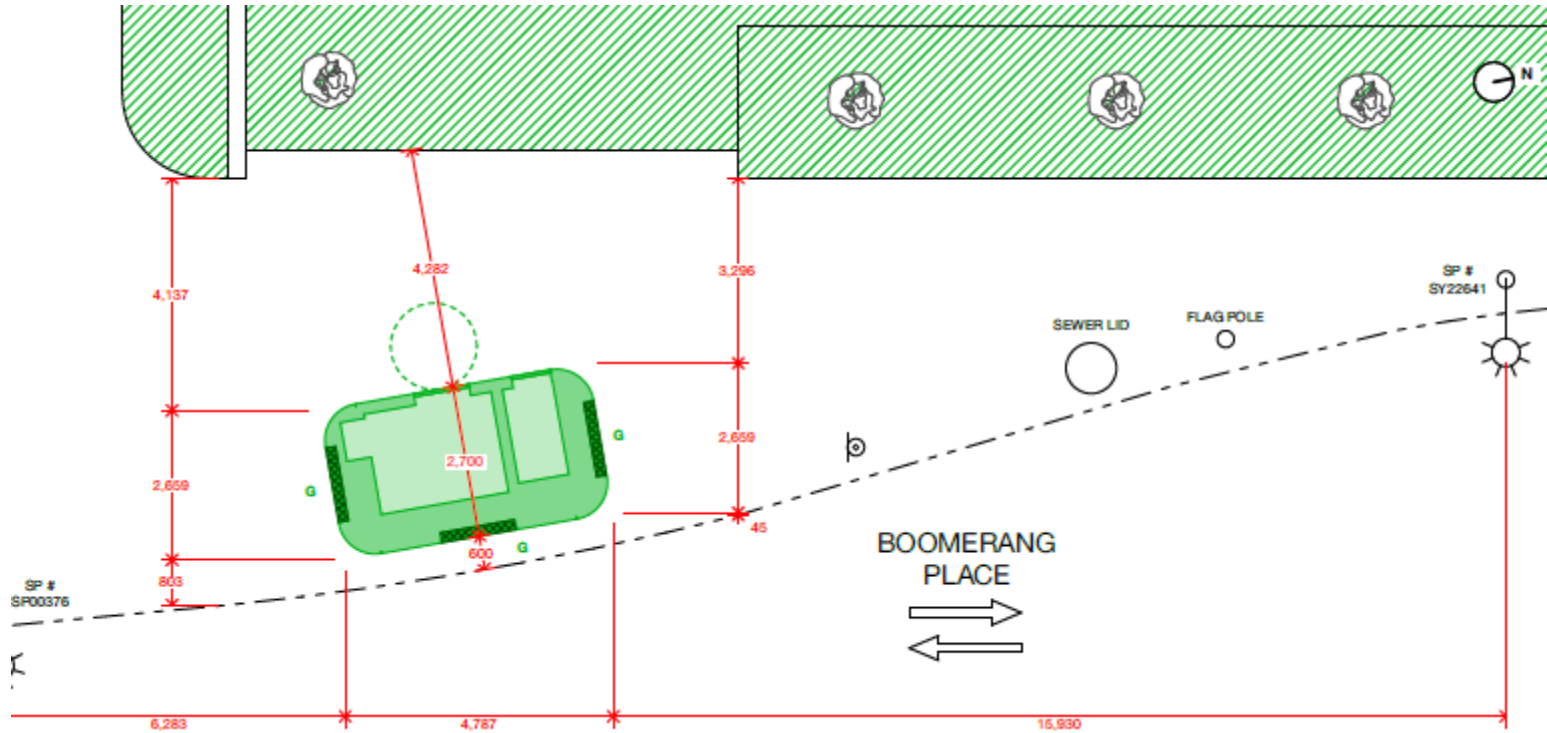 N
4,282
3,296
4,137
SP #
SY22641
SEWER LID
FLAG POLE
G
2,659
2,700
2,659
G
45
600
G
BOOMERANG
PLACE
803
SP #
SP00376
6,283
4,787
15,930